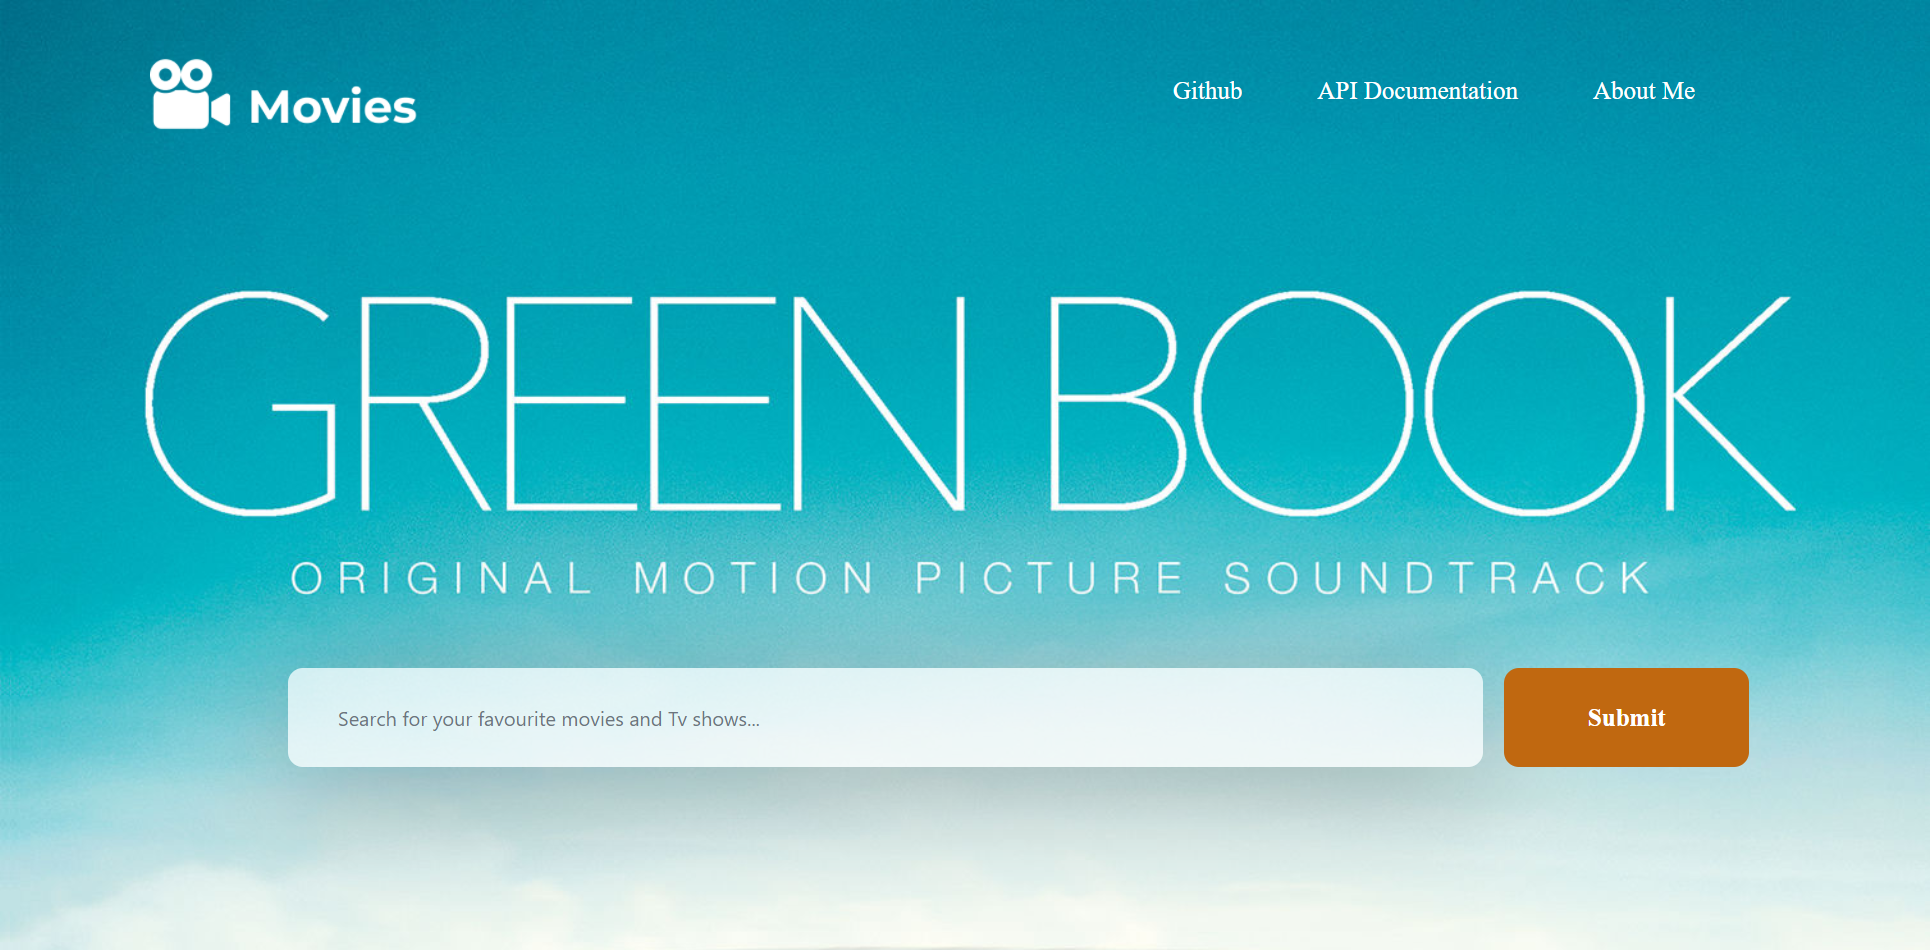 Movies
Github API Documentation About Me
GREEN BOOK
ORIGINAL MOTION PICTURE SOUNDTRACK
Search for your favourite movies and Tv shows...
Submit